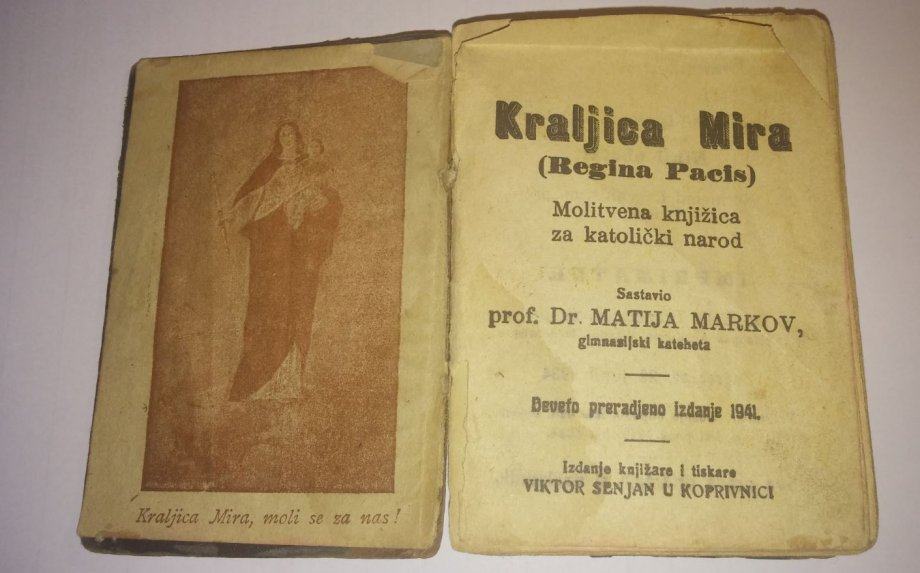 Kraljica Mira, moli se za nas!
Kraljica Mira
(Regina Pacis)
Molitvena knjižica
za katolički narod
Sastavio
prof. Dr. MATIJA MARKOV,
gimnasijski kateheta
Deveto preradjeno izdanje 1941.
Izdanje knjižare i tiskare
VIKTOR SENJAN U KOPRIVNICI